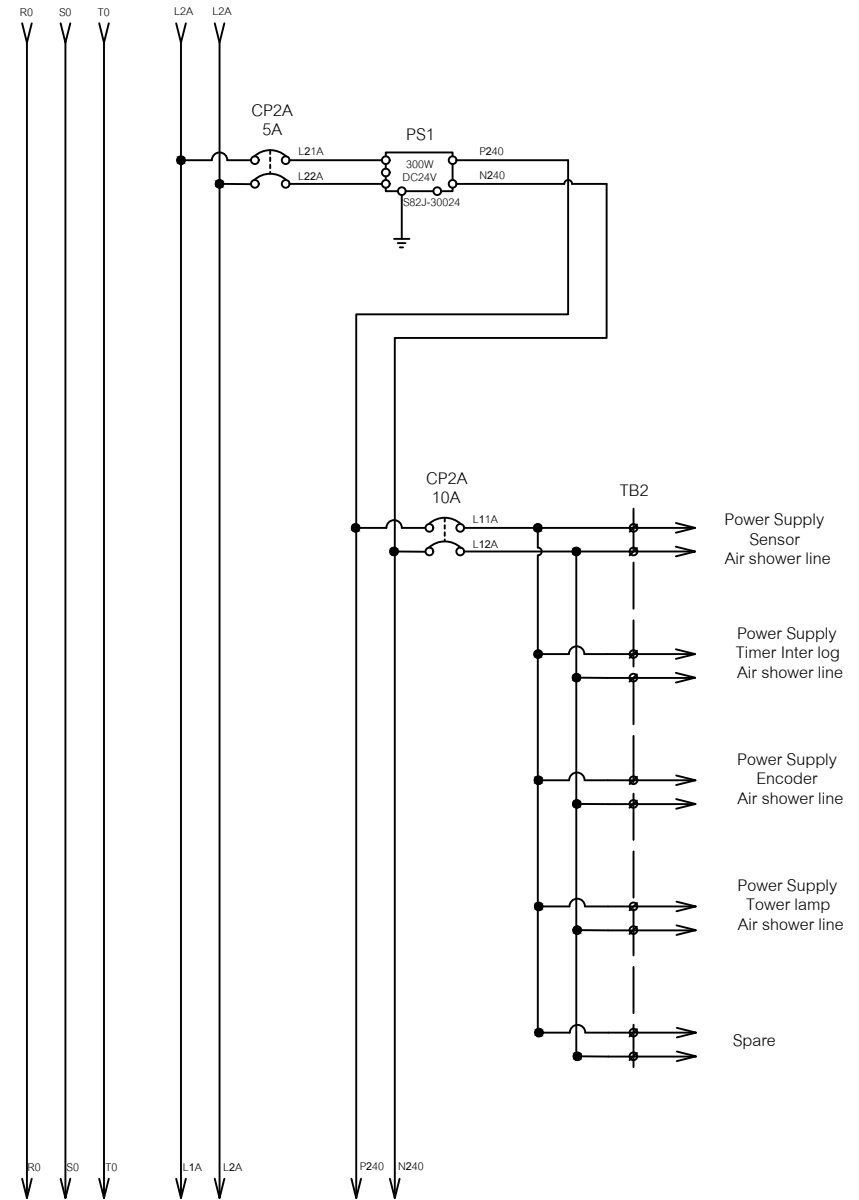 R0 S0 T0 L2A L2A
CP2A
5A
PS1
L21A
L22A
300W
DC24V
S82J-30024
P240
N240
CP2A
10A
L11A
L12A
TB2
Power Supply
Sensor
Air shower line
Power Supply
Timer Inter log
Air shower line
Power Supply
Encoder
Air shower line
Power Supply
Tower lamp
Air shower line
Spare
R0 S0 T0 L1A L2A P240 N240